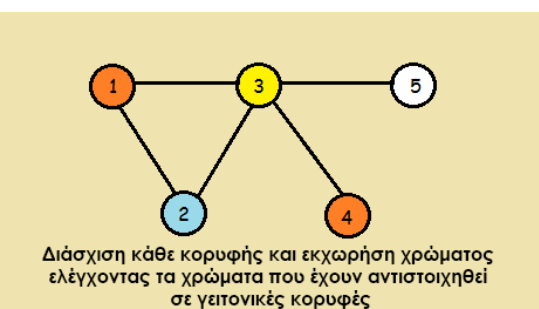 1 3 5
2 4
Διάσχιση κάθε κορυφής και εκχωρήση χρώματος
ελέγχοντας τα χρώματα που έχουν αντιστοιχηθεί
σε γειτονικές κορυφές